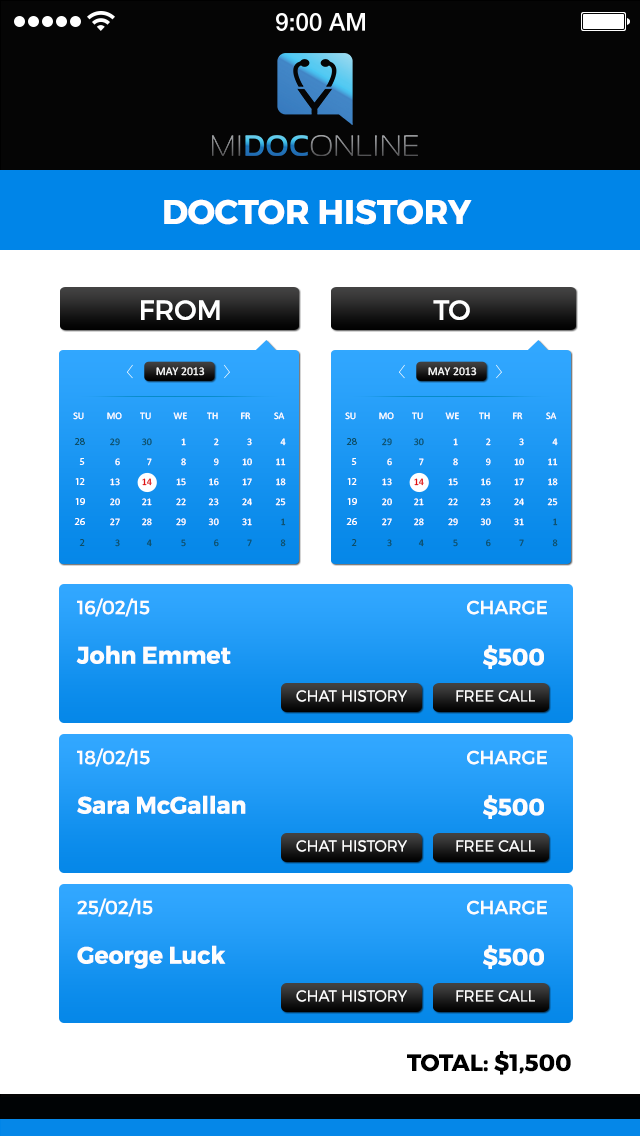 9:00 AM
MIDOCONLINE
DOCTOR HISTORY
FROM
TO
MAY 2013
SU MO TU WE TH FR SA
28 29 30 1 2 3 4
5 6 7 8 9 10 11
12 13 14 15 16 17 18
19 20 21 22 23 24 25
26 27 28 29 30 31 1
2 3 4 5 6 7 8
MAY 2013
SU MO TU WE TH FR SA
28 29 30 1 2 3 4
5 6 7 8 9 10 11
12 13 14 15 16 17 18
19 20 21 22 23 24 25
26 27 28 29 30 31 1
2 3 4 5 6 7 8
16/02/15 CHARGE
John Emmet $500
CHAT HISTORY FREE CALL
18/02/15 CHARGE
Sara McGallan $500
CHAT HISTORY FREE CALL
25/02/15 CHARGE
George Luck $500
CHAT HISTORY FREE CALL
TOTAL: $1,500